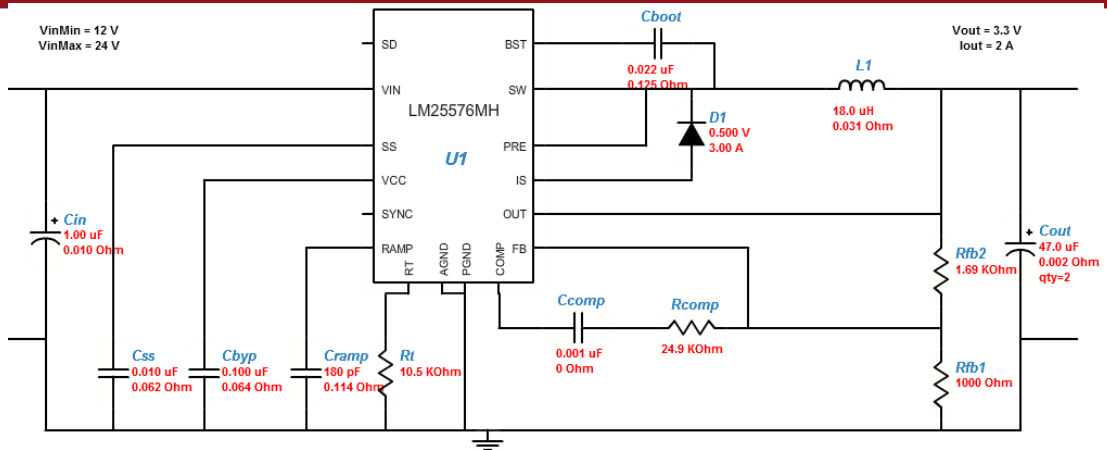 VinMin = 12 V
VinMax = 24 V
Vout = 3.3 V
Iout = 2 A
Cboot
0.022 uF
0.125 Ohm
L1
18.0 uH
0.031 Ohm
D1
0.500 V
3.00 A
SD
VIN
SS
VCC
SYNC
RAMP
RT
AGND
PGND
COMP
BST
SW
PRE
IS
OUT
FB
LM25576MH
U1
Cin
1.00 uF
0.010 Ohm
Cout
47.0 uF
0.002 Ohm
qty=2
Rfb2
1.69 KOhm
Ccomp
0.001 uF
0 Ohm
Rcomp
24.9 KOhm
Css
0.010 uF
0.062 Ohm
Cbyp
0.100 uF
0.064 Ohm
Cramp
180 pF
0.114 Ohm
Rt
10.5 KOhm
Rfb1
1000 Ohm